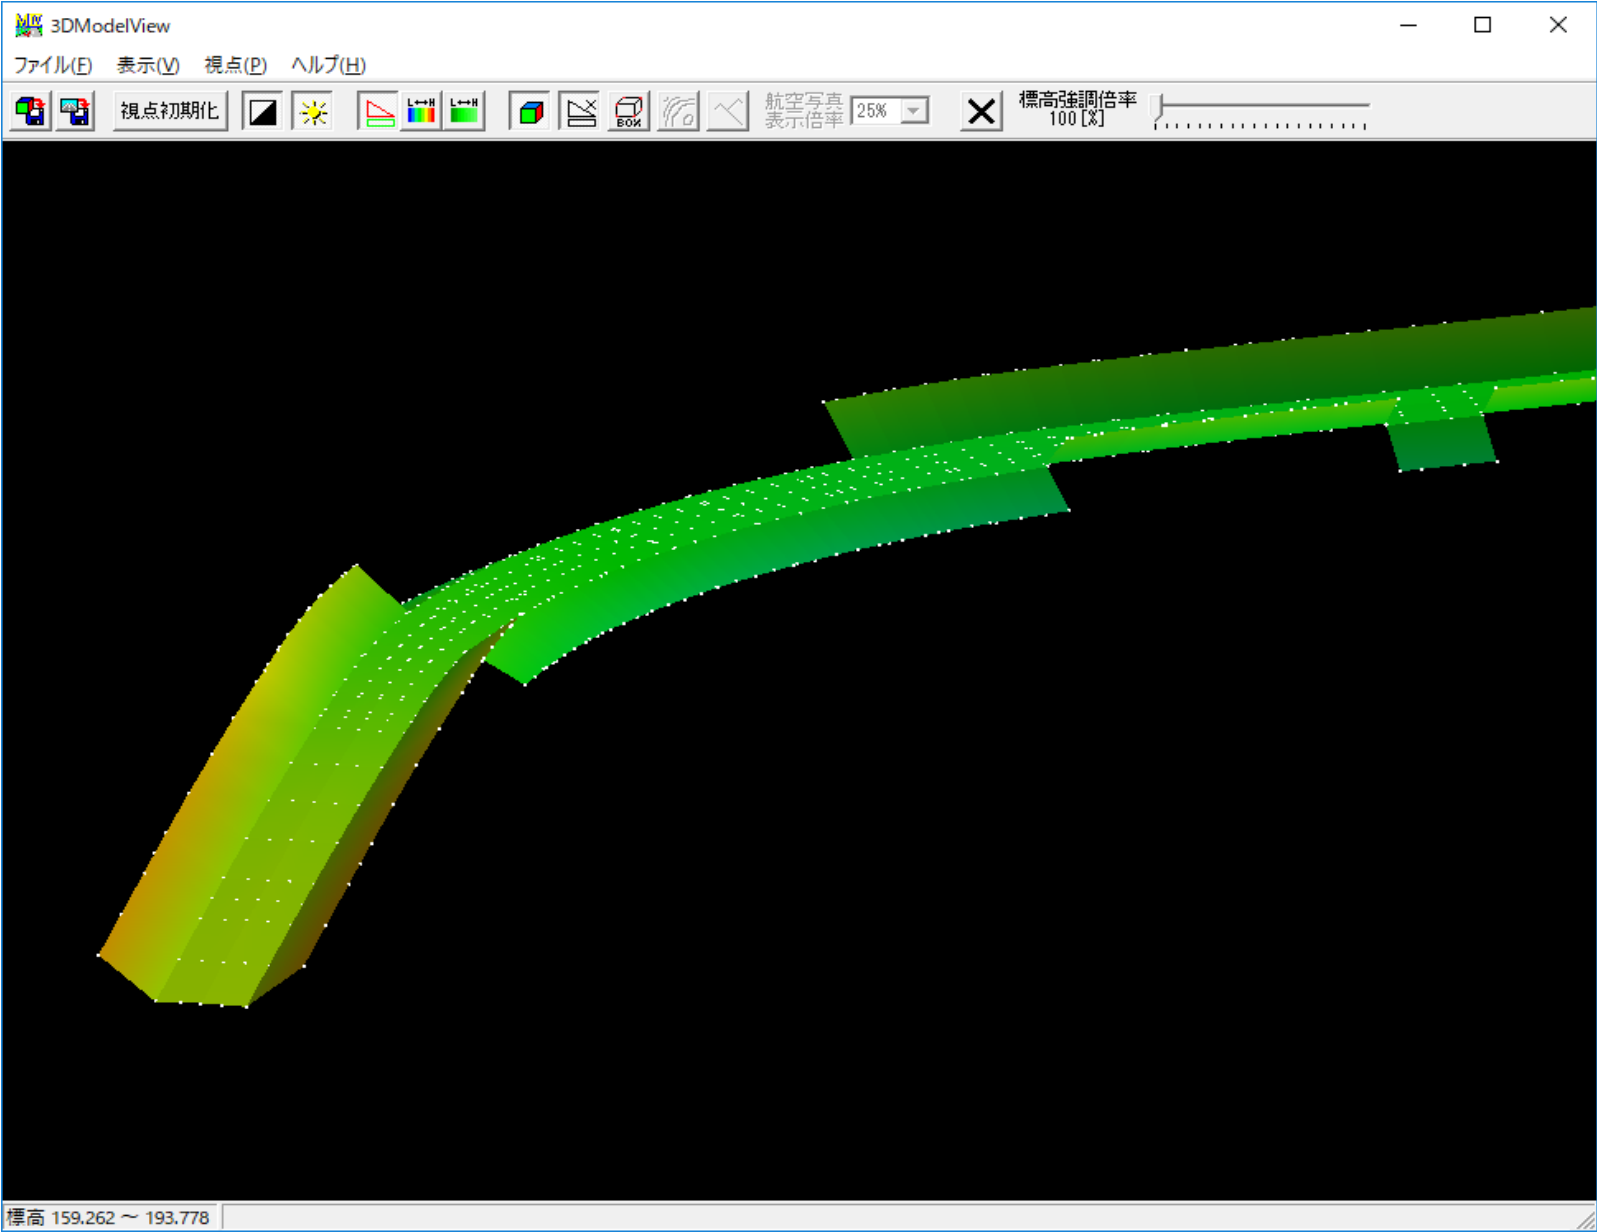 3DModelView
ファイル(F) 表示(V) 視点(P) ヘルプ(H)
視点初期化
L↔H
L↔H
BOX
航空写真
表示倍率
25%
標高強調倍率
100[%]
標高 159.262 ～ 193.778